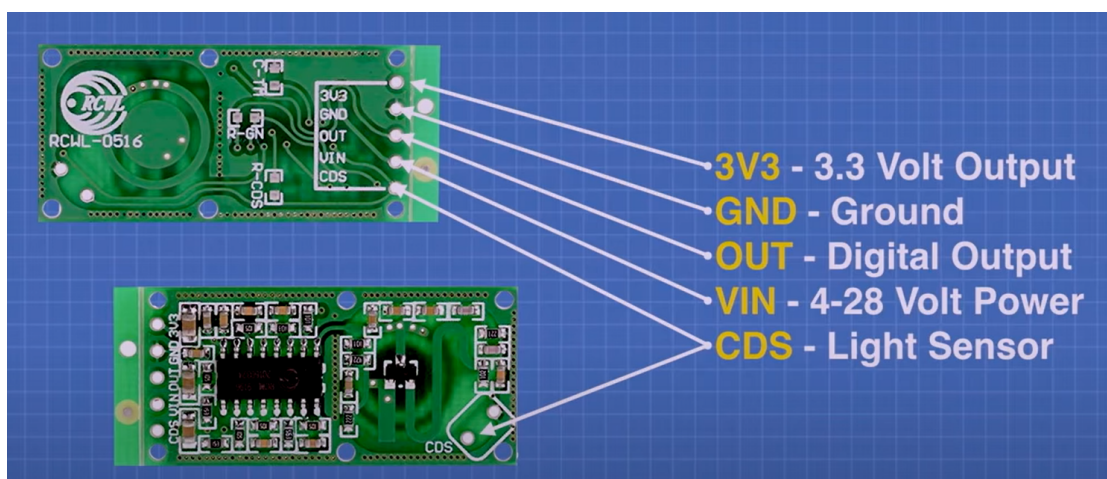 RCWL
RCWL-0516
C-TM
R-GN
R-CDS
3V3
GND
OUT
VIN
CDS
3V3 - 3.3 Volt Output
GND - Ground
OUT - Digital Output
VIN - 4-28 Volt Power
CDS - Light Sensor
3V3
GND
OUT
VIN
CDS
CDS